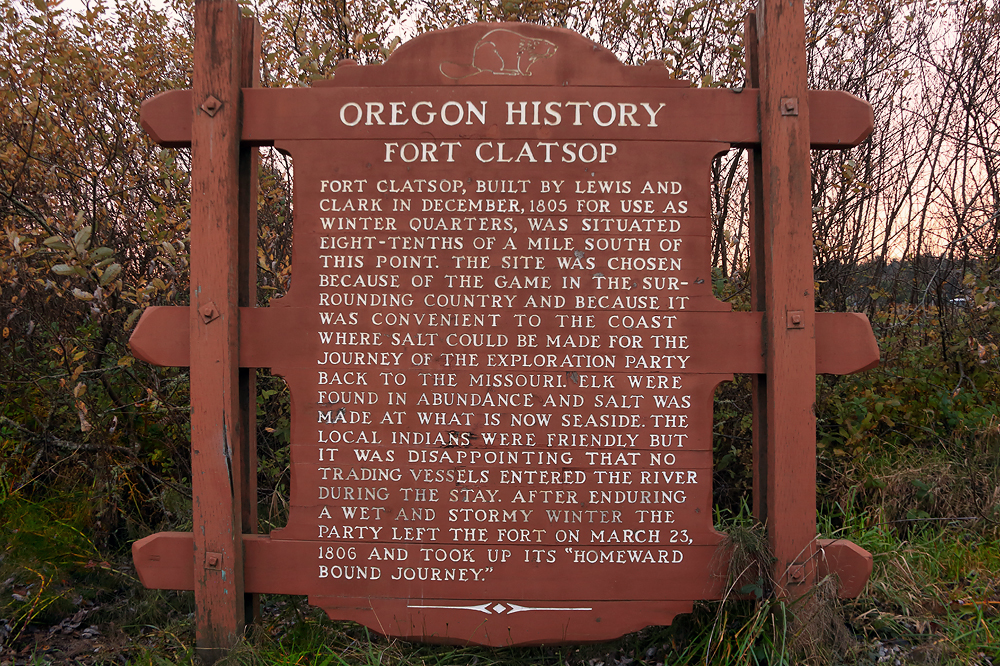 OREGON HISTORY
FORT CLATSOP
FORT CLATSOP, BUILT BY LEWIS AND
CLARK IN DECEMBER, 1805 FOR USE AS
WINTER QUARTERS, WAS SITUATED
EIGHT-TENTHS OF A MILE SOUTH OF
THIS POINT. THE SITE WAS CHOSEN
BECAUSE OF THE GAME IN THE SUR-
ROUNDING COUNTRY AND BECAUSE IT
WAS CONVENIENT TO THE COAST
WHERE SALT COULD BE MADE FOR THE
JOURNEY OF THE EXPLORATION PARTY
BACK TO THE MISSOURI. ELK WERE
FOUND IN ABUNDANCE AND SALT WAS
MADE AT WHAT IS NOW SEASIDE. THE
LOCAL INDIANS WERE FRIENDLY BUT
IT WAS DISAPPOINTING THAT NO
TRADING VESSELS ENTERED THE RIVER
DURING THE STAY. AFTER ENDURING
A WET AND STORMY WINTER THE
PARTY LEFT THE FORT ON MARCH 23,
1806 AND TOOK UP ITS “HOMEWARD
BOUND JOURNEY.”